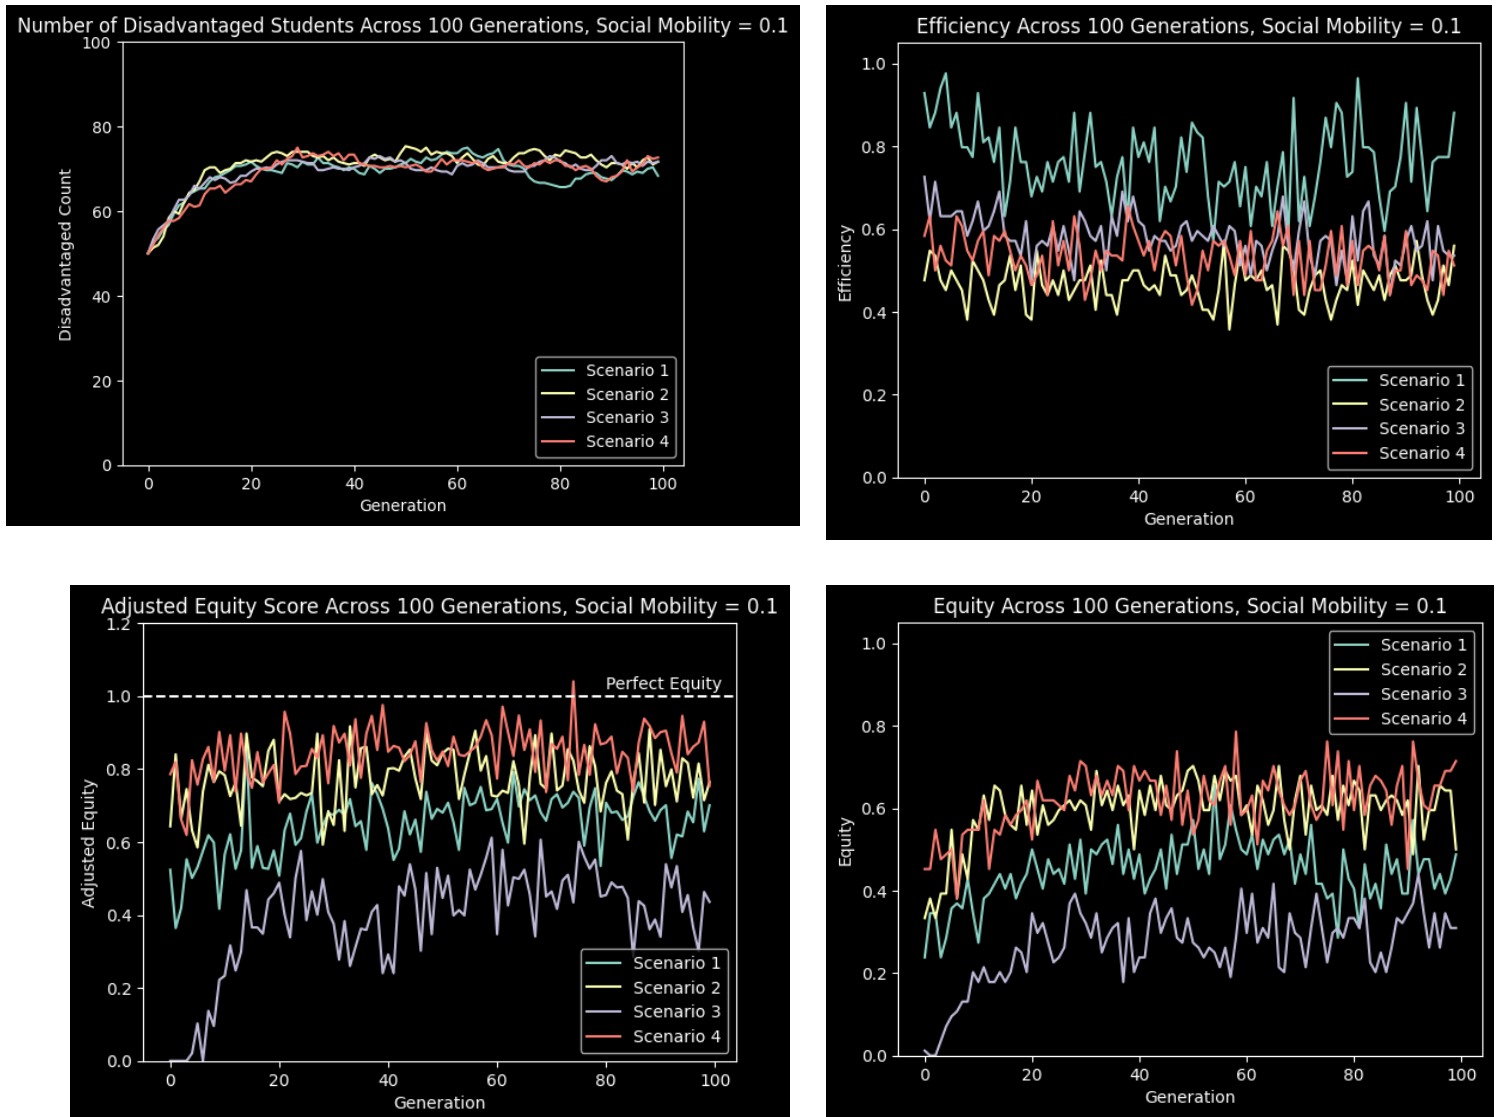 Number of Disadvantaged Students Across 100 Generations, Social Mobility = 0.1
100
80
60
40
20
0
Disadvantaged Count
0 20 40 60 80 100
Generation
Scenario 1
Scenario 2
Scenario 3
Scenario 4
Efficiency Across 100 Generations, Social Mobility = 0.1
1.0
0.8
0.6
0.4
0.2
0.0
Efficiency
0 20 40 60 80 100
Generation
Scenario 1
Scenario 2
Scenario 3
Scenario 4
Adjusted Equity Score Across 100 Generations, Social Mobility = 0.1
1.2
1.0
0.8
0.6
0.4
0.2
0.0
Adjusted Equity
Perfect Equity
0 20 40 60 80 100
Generation
Scenario 1
Scenario 2
Scenario 3
Scenario 4
Equity Across 100 Generations, Social Mobility = 0.1
1.0
0.8
0.6
0.4
0.2
0.0
Equity
0 20 40 60 80 100
Generation
Scenario 1
Scenario 2
Scenario 3
Scenario 4